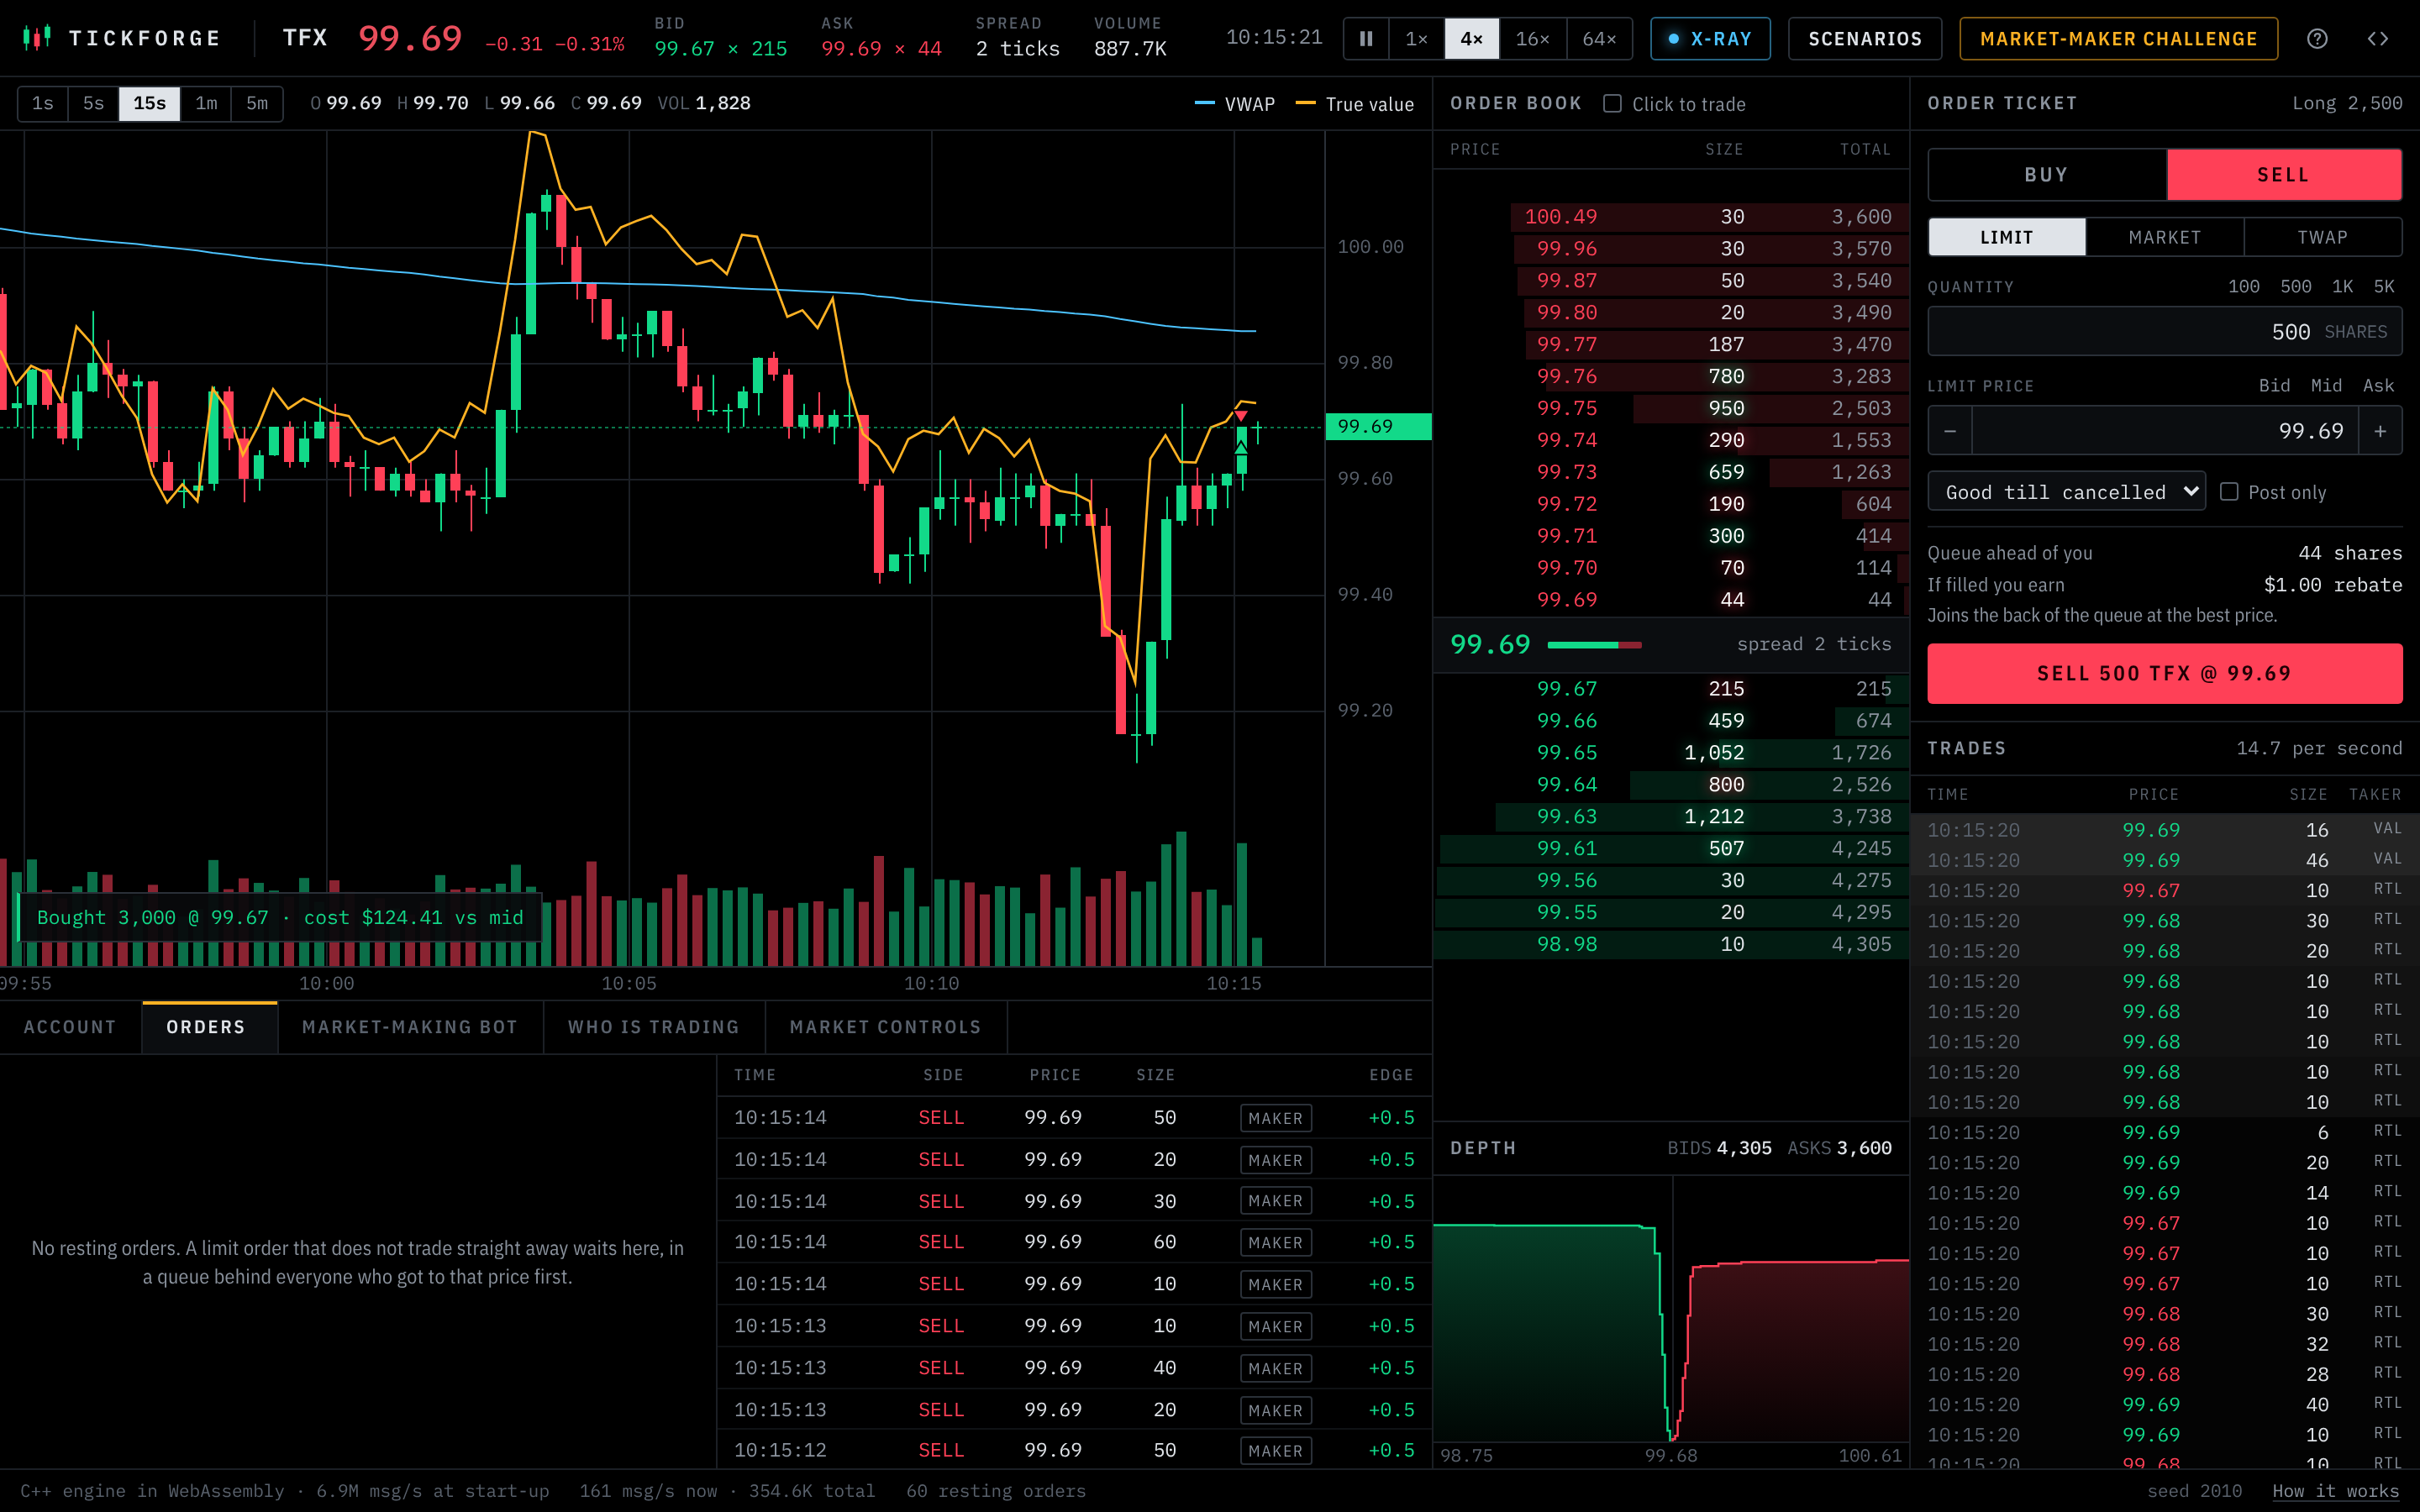 TICKFORGE
TFX 99.69 −0.31 −0.31%
BID
99.67 × 215
ASK
99.69 × 44
SPREAD
2 ticks
VOLUME
887.7K
10:15:21
1× 4× 16× 64×
X-RAY
SCENARIOS
MARKET-MAKER CHALLENGE
1s 5s 15s 1m 5m
O 99.69 H 99.70 L 99.66 C 99.69 VOL 1,828
VWAP True value
100.00
99.80
99.69
99.60
99.40
99.20
Bought 3,000 @ 99.67 · cost $124.41 vs mid
09:55 10:00 10:05 10:10 10:15
ACCOUNT ORDERS MARKET-MAKING BOT WHO IS TRADING MARKET CONTROLS
No resting orders. A limit order that does not trade straight away waits here, in
a queue behind everyone who got to that price first.
TIME SIDE PRICE SIZE EDGE
10:15:14 SELL 99.69 50 MAKER +0.5
10:15:14 SELL 99.69 20 MAKER +0.5
10:15:14 SELL 99.69 30 MAKER +0.5
10:15:14 SELL 99.69 60 MAKER +0.5
10:15:14 SELL 99.69 10 MAKER +0.5
10:15:13 SELL 99.69 10 MAKER +0.5
10:15:13 SELL 99.69 40 MAKER +0.5
10:15:13 SELL 99.69 20 MAKER +0.5
10:15:12 SELL 99.69 50 MAKER +0.5
ORDER BOOK Click to trade
PRICE SIZE TOTAL
100.49 30 3,600
99.96 30 3,570
99.87 50 3,540
99.80 20 3,490
99.77 187 3,470
99.76 780 3,283
99.75 950 2,503
99.74 290 1,553
99.73 659 1,263
99.72 190 604
99.71 300 414
99.70 70 114
99.69 44 44
99.69 spread 2 ticks
99.67 215 215
99.66 459 674
99.65 1,052 1,726
99.64 800 2,526
99.63 1,212 3,738
99.61 507 4,245
99.56 30 4,275
99.55 20 4,295
98.98 10 4,305
DEPTH BIDS 4,305 ASKS 3,600
98.75 99.68 100.61
ORDER TICKET Long 2,500
BUY SELL
LIMIT MARKET TWAP
QUANTITY 100 500 1K 5K
500 SHARES
LIMIT PRICE Bid Mid Ask
− 99.69 +
Good till cancelled Post only
Queue ahead of you 44 shares
If filled you earn $1.00 rebate
Joins the back of the queue at the best price.
SELL 500 TFX @ 99.69
TRADES 14.7 per second
TIME PRICE SIZE TAKER
10:15:20 99.69 16 VAL
10:15:20 99.69 46 VAL
10:15:20 99.67 10 RTL
10:15:20 99.68 30 RTL
10:15:20 99.68 20 RTL
10:15:20 99.68 10 RTL
10:15:20 99.68 10 RTL
10:15:20 99.68 10 RTL
10:15:20 99.68 10 RTL
10:15:20 99.68 10 RTL
10:15:20 99.69 6 RTL
10:15:20 99.69 20 RTL
10:15:20 99.69 14 RTL
10:15:20 99.67 10 RTL
10:15:20 99.67 10 RTL
10:15:20 99.67 10 RTL
10:15:20 99.68 30 RTL
10:15:20 99.68 32 RTL
10:15:20 99.68 28 RTL
10:15:20 99.69 40 RTL
10:15:20 99.69 10 RTL
10:15:20 99.68 10 RTL
C++ engine in WebAssembly · 6.9M msg/s at start-up 161 msg/s now · 354.6K total 60 resting orders
seed 2010 How it works